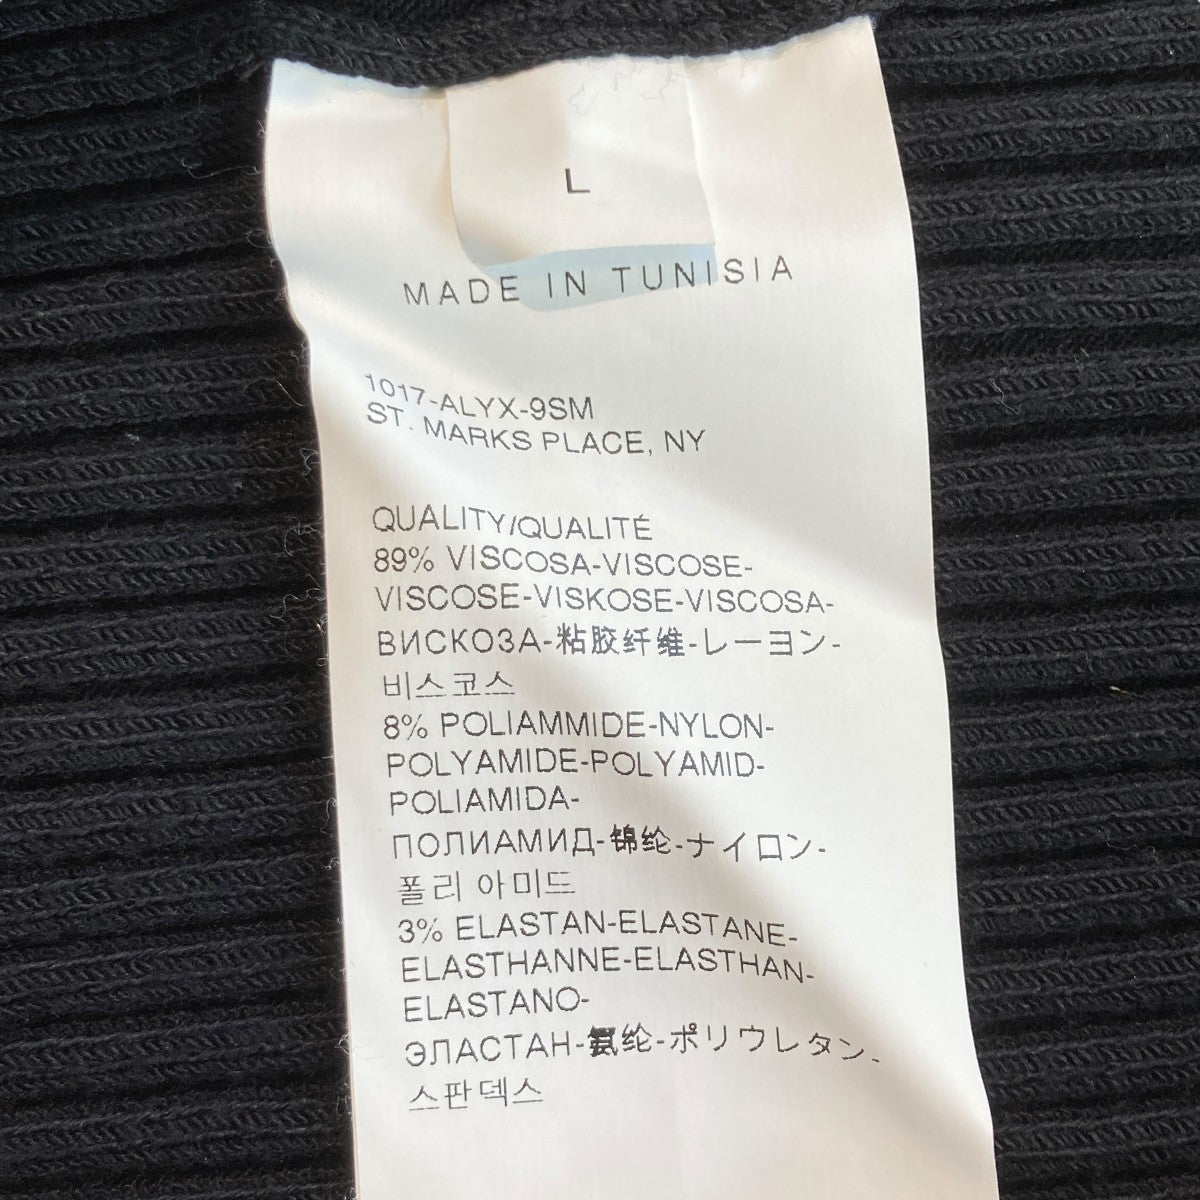 L
MADE IN TUNISIA
1017-ALYX-9SM
ST. MARKS PLACE, NY
QUALITY/QUALITÉ
89% VISCOSA-VISCOSE-
VISCOSE-VISKOSE-VISCOSA-
ВИСКОЗА-粘胶纤维-レーヨン-
비스코스
8% POLIAMMIDE-NYLON-
POLYAMIDE-POLYAMID-
POLIAMIDA-
ПОЛИАМИД-锦纶-ナイロン-
폴리 아미드
3% ELASTAN-ELASTANE-
ELASTHANNE-ELASTHAN-
ELASTANO-
ЭЛАСТАН-氨纶-ポリウレタン-
스판덱스